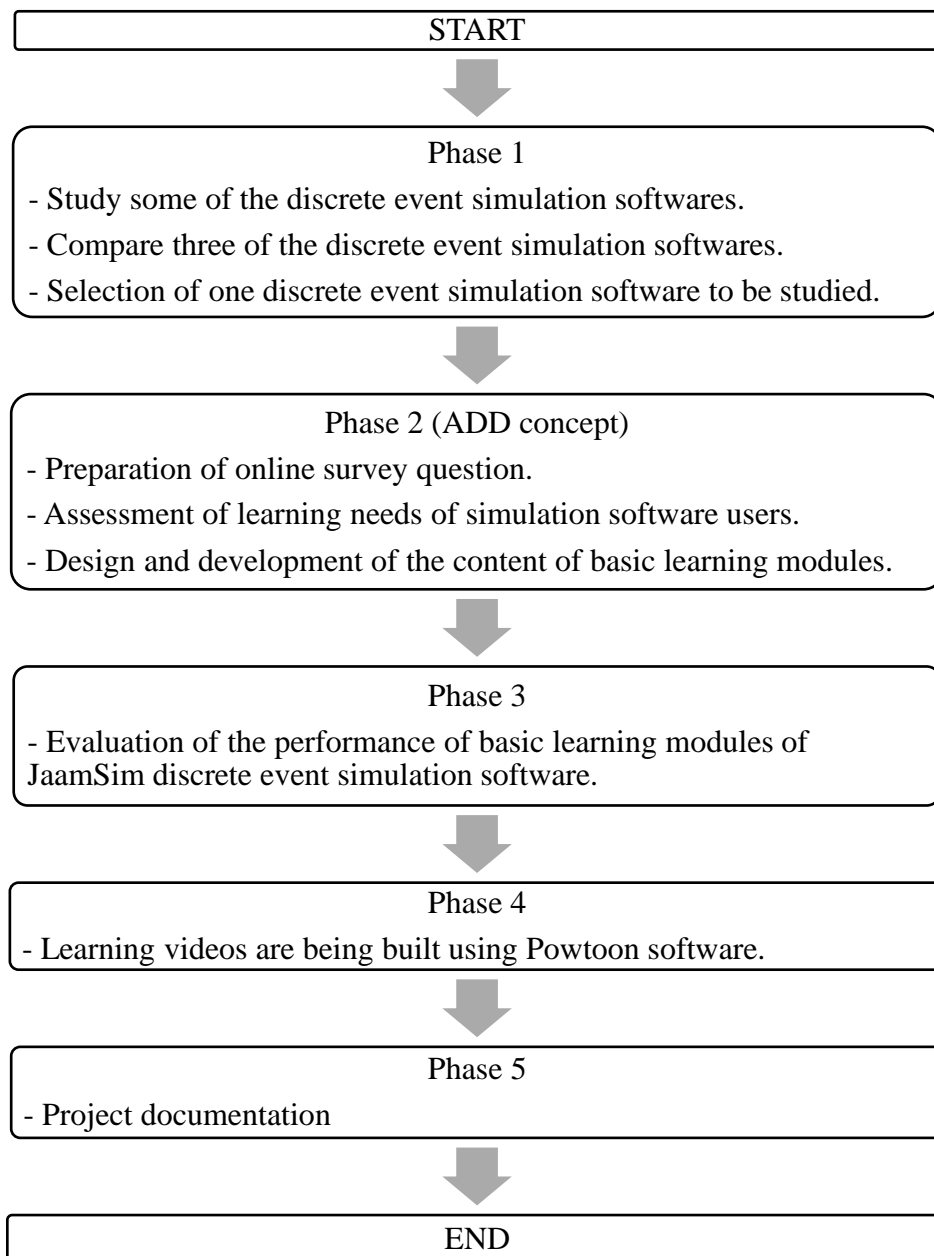 START
Phase 1
- Study some of the discrete event simulation softwares.
- Compare three of the discrete event simulation softwares.
- Selection of one discrete event simulation software to be studied.
Phase 2 (ADD concept)
- Preparation of online survey question.
- Assessment of learning needs of simulation software users.
- Design and development of the content of basic learning modules.
Phase 3
- Evaluation of the performance of basic learning modules of
JaamSim discrete event simulation software.
Phase 4
- Learning videos are being built using Powtoon software.
Phase 5
- Project documentation
END